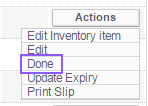 Actions
Edit Inventory item
Edit
Done
Update Expiry
Print Slip